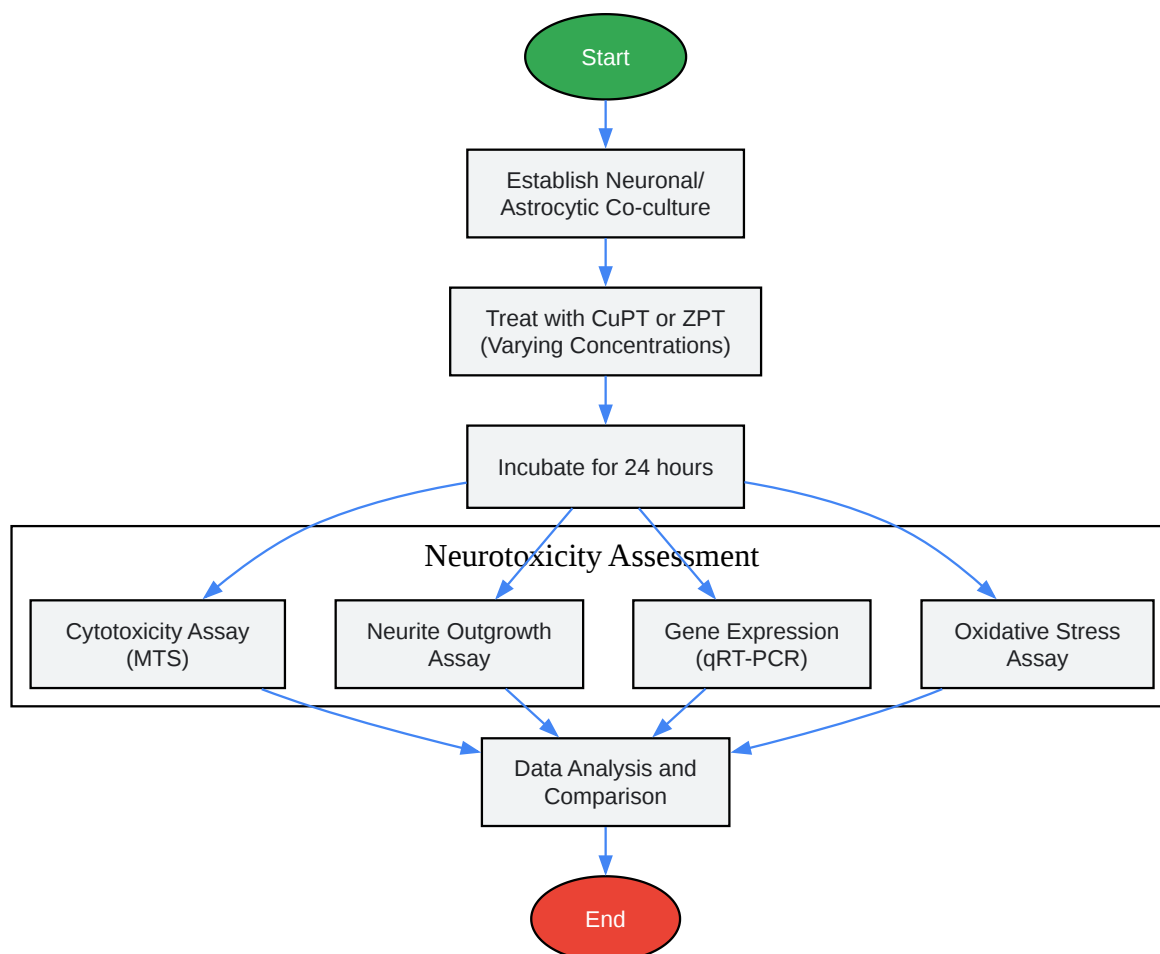 Start
Establish Neuronal/
Astrocytic Co-culture
Treat with CuPT or ZPT
(Varying Concentrations)
Incubate for 24 hours
Neurotoxicity Assessment
Cytotoxicity Assay
(MTS)
Neurite Outgrowth
Assay
Gene Expression
(qRT-PCR)
Oxidative Stress
Assay
Data Analysis and
Comparison
End